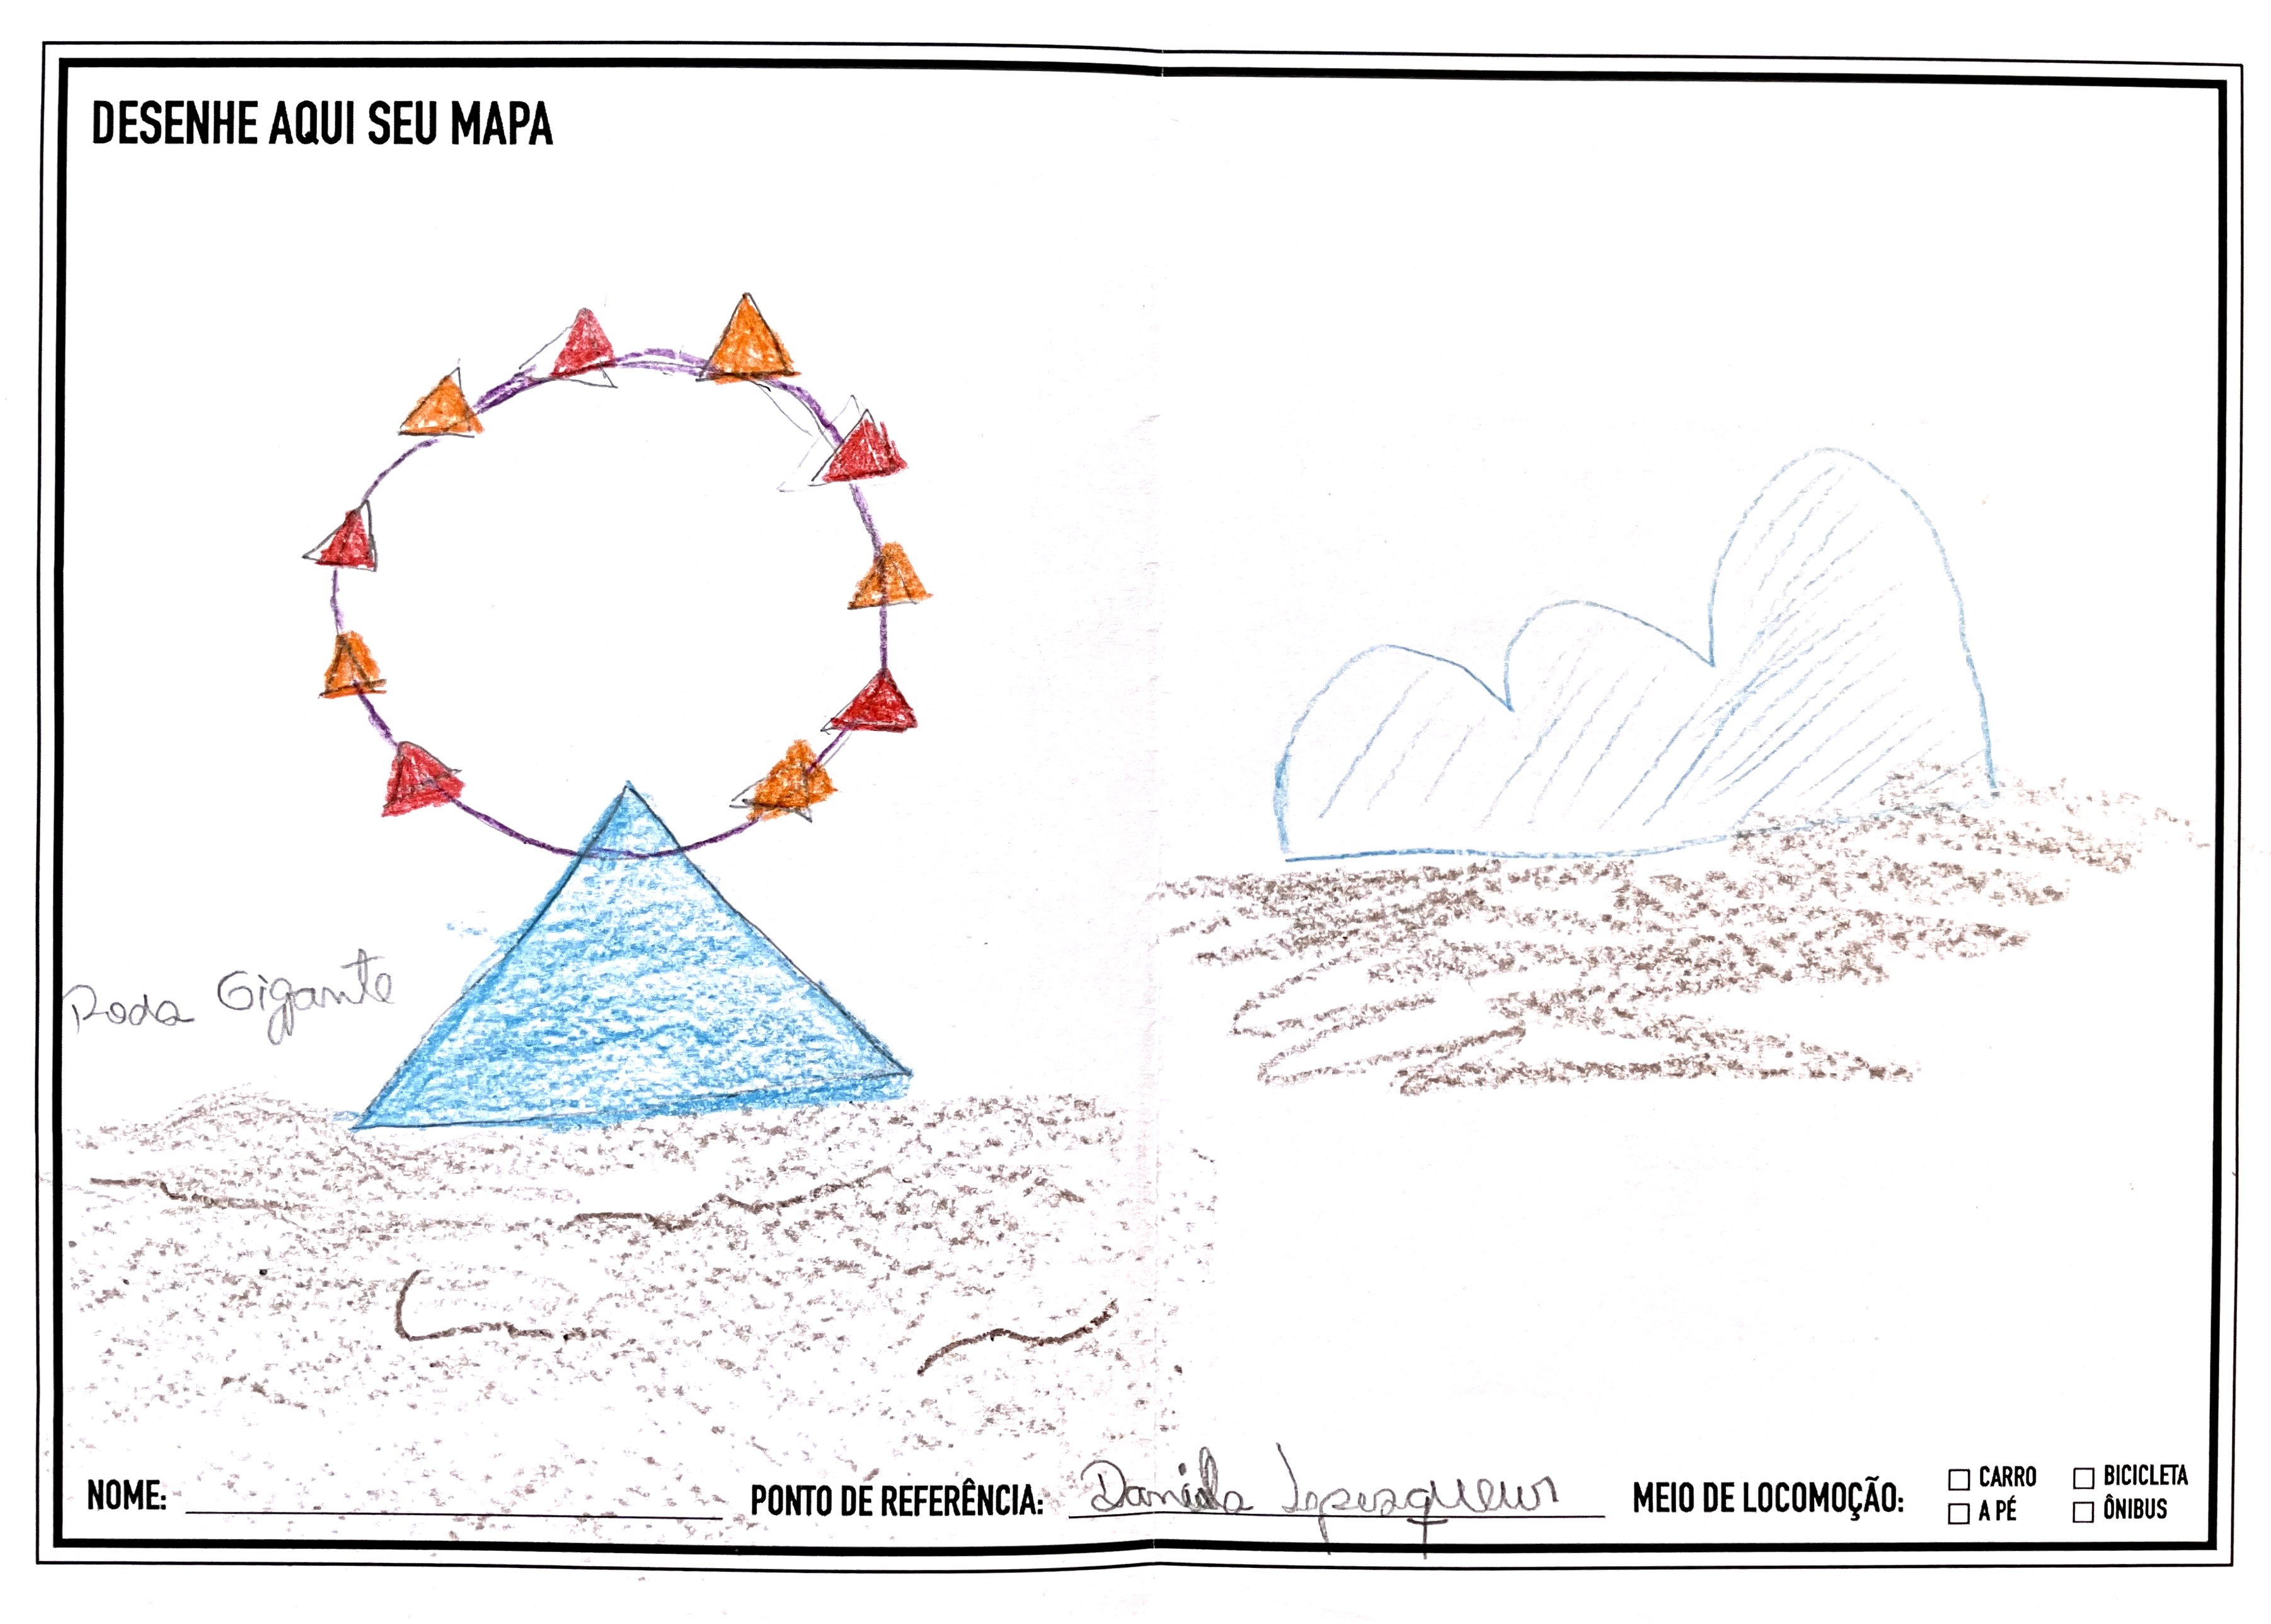 DESENHE AQUI SEU MAPA
Roda Gigante
NOME:
PONTO DE REFERÊNCIA: Daniela
MEIO DE LOCOMOÇÃO:
CARRO
BICICLETA
A PÉ
ÔNIBUS